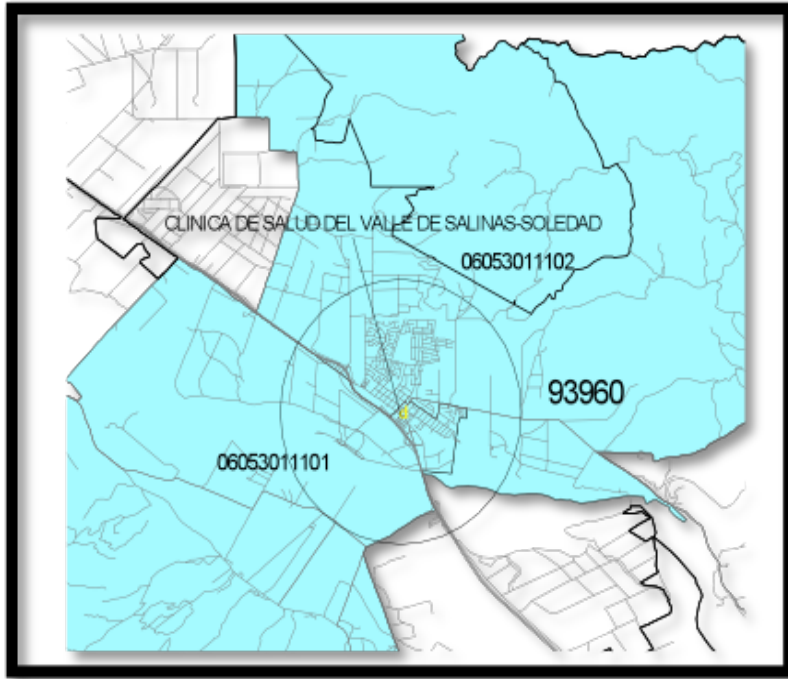 CLINICA DE SALUD DEL VALLE DE SALINAS-SOLEDAD
06053011102
93960
06053011101